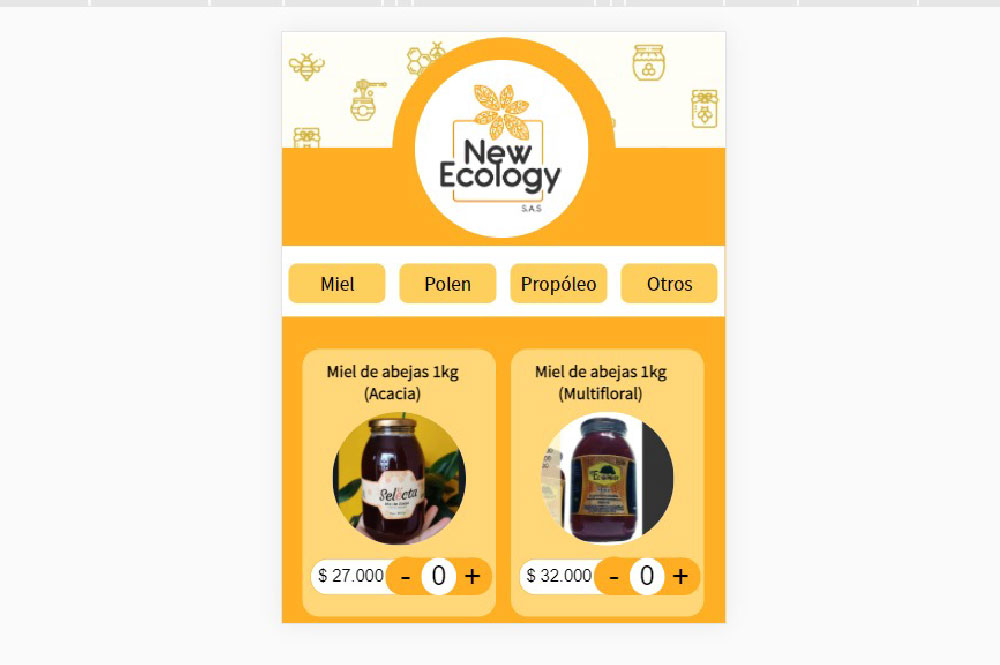 New
Ecology
S.A.S
Miel
Polen
Propóleo
Otros
Miel de abejas 1kg
(Acacia)
Miel de abejas 1kg
(Multifloral)
Selecta
$ 27.000
- 0 +
$ 32.000
- 0 +